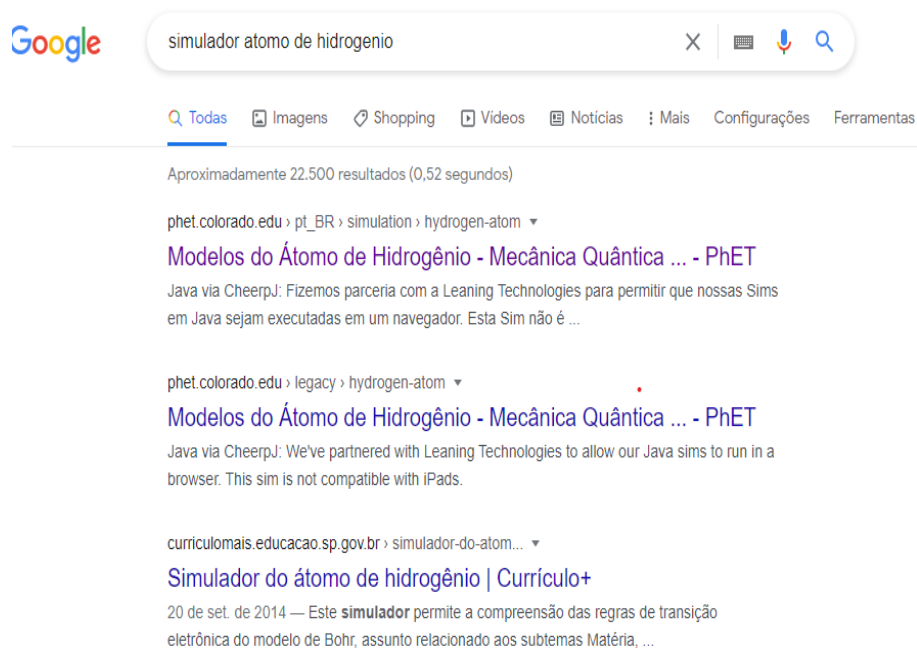 Google
simulador atomo de hidrogenio
Todas Imagens Shopping Vídeos Notícias Mais Configurações Ferramentas
Aproximadamente 22.500 resultados (0,52 segundos)
phet.colorado.edu › pt_BR › simulation › hydrogen-atom
Modelos do Átomo de Hidrogênio - Mecânica Quântica ... - PhET
Java via CheerpJ: Fizemos parceria com a Leaning Technologies para permitir que nossas Sims
em Java sejam executadas em um navegador. Esta Sim não é ...
phet.colorado.edu › legacy › hydrogen-atom
Modelos do Átomo de Hidrogênio - Mecânica Quântica ... - PhET
Java via CheerpJ: We've partnered with Leaning Technologies to allow our Java sims to run in a
browser. This sim is not compatible with iPads.
curriculomais.educacao.sp.gov.br › simulador-do-atom...
Simulador do átomo de hidrogênio | Currículo+
20 de set. de 2014 — Este simulador permite a compreensão das regras de transição
eletrônica do modelo de Bohr, assunto relacionado aos subtemas Matéria, ...